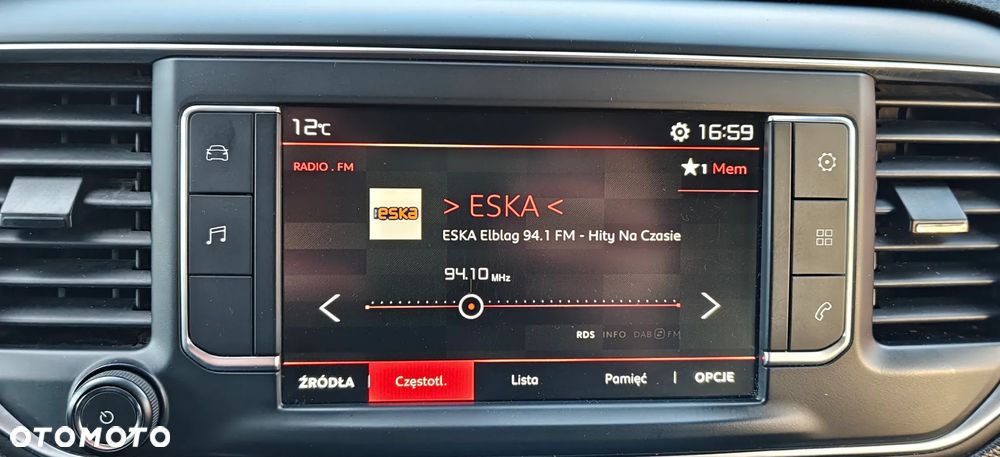 12°C
16:59
RADIO . FM
1 Mem
ESKA
> ESKA <
ESKA Elbląg 94.1 FM - Hity Na Czasie
94.10 MHz
RDS INFO DAB FM
ŹRÓDŁA
Częstotl.
Lista
Pamięć
OPCJE
OTOMOTO